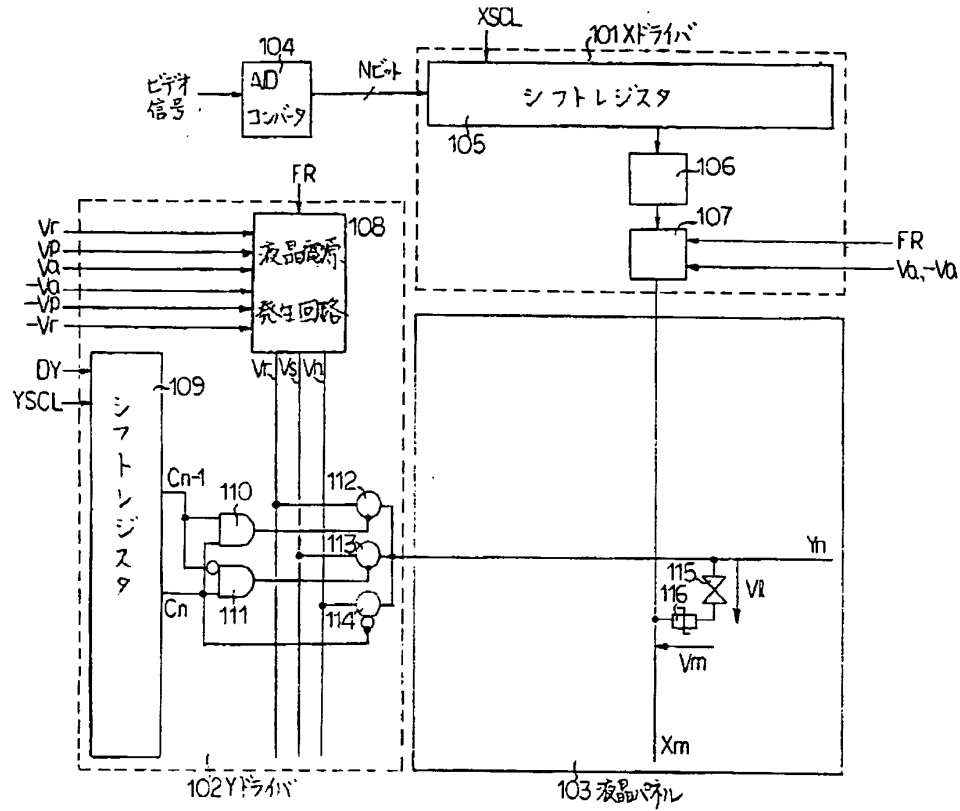 XSCL
101 Xドライバ
104
ビデオ
信号
A/D
コンバータ
Nビット
シフトレジスタ
105
106
107
FR
Va,-Va
FR
108
液晶電源
発生回路
Vr
Vp
Va
-Va
-Vp
-Vr
DY
YSCL
109
シフトレジスタ
Vr
Vs
Vn
Cn-1
Cn
110
111
112
113
114
Yn
115
116
Vl
Vm
Xm
102 Yドライバ
103 液晶パネル